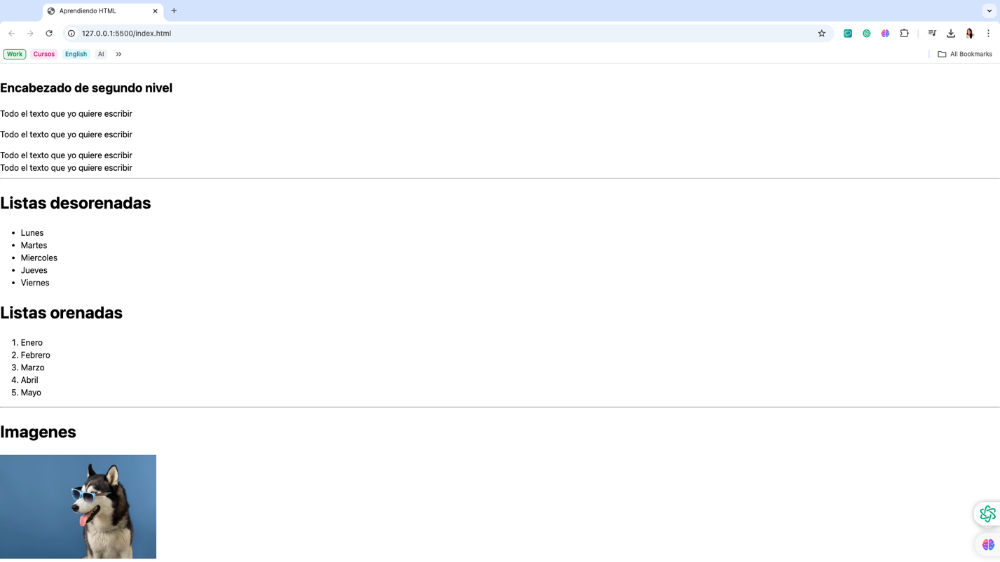 Aprendiendo HTML
127.0.0.1:5500/index.html
Work Cursos English AI » All Bookmarks
Encabezado de segundo nivel
Todo el texto que yo quiere escribir
Todo el texto que yo quiere escribir
Todo el texto que yo quiere escribir
Todo el texto que yo quiere escribir
Listas desorenadas
• Lunes
• Martes
• Miercoles
• Jueves
• Viernes
Listas orenadas
1. Enero
2. Febrero
3. Marzo
4. Abril
5. Mayo
Imagenes